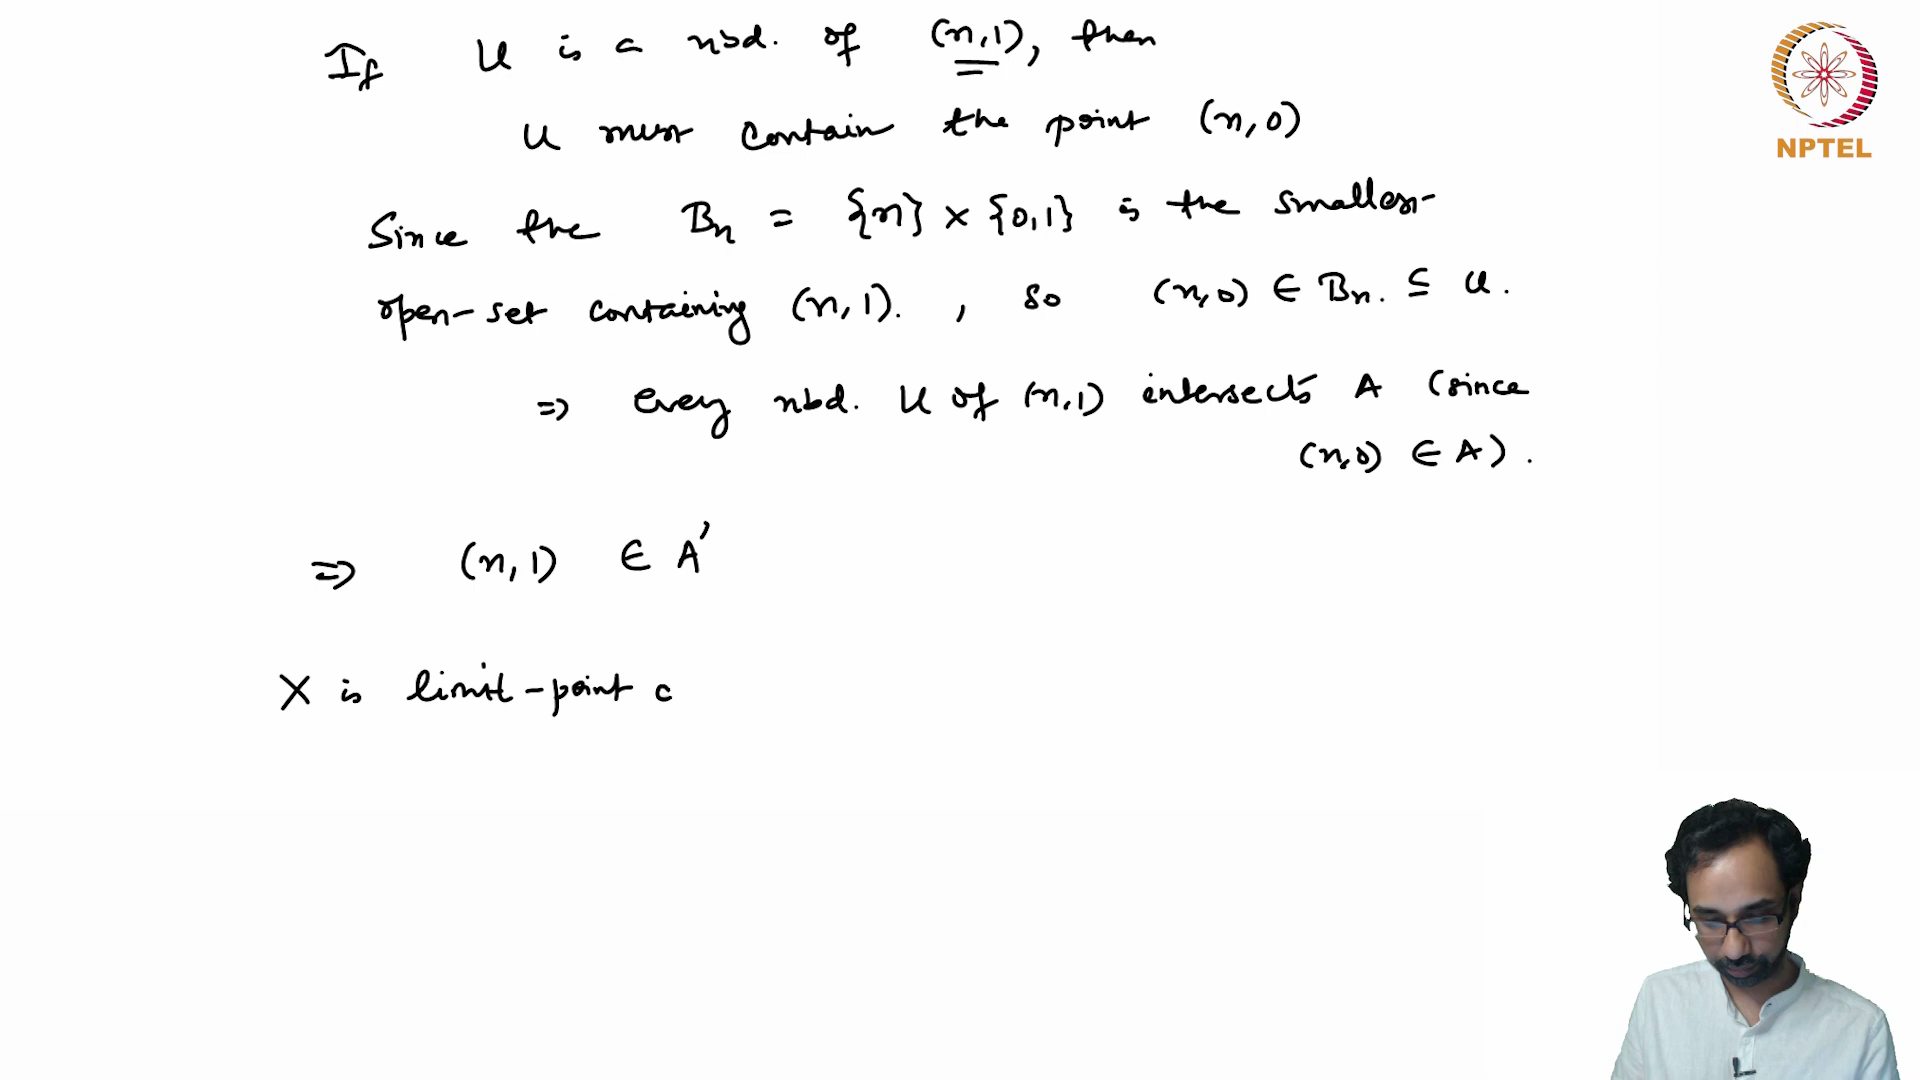 If U is a nbd. of (n,1), then
NPTEL
U must contain the point (n,0)
Since the Bn = {n} × {0,1} is the smallest
open-set containing (n,1). , so (n,0) ∈ Bn. ⊆ U.
⇒ every nbd. U of (n,1) intersects A (since
(n,0) ∈ A).
⇒ (n,1) ∈ A′
X is limit-point c